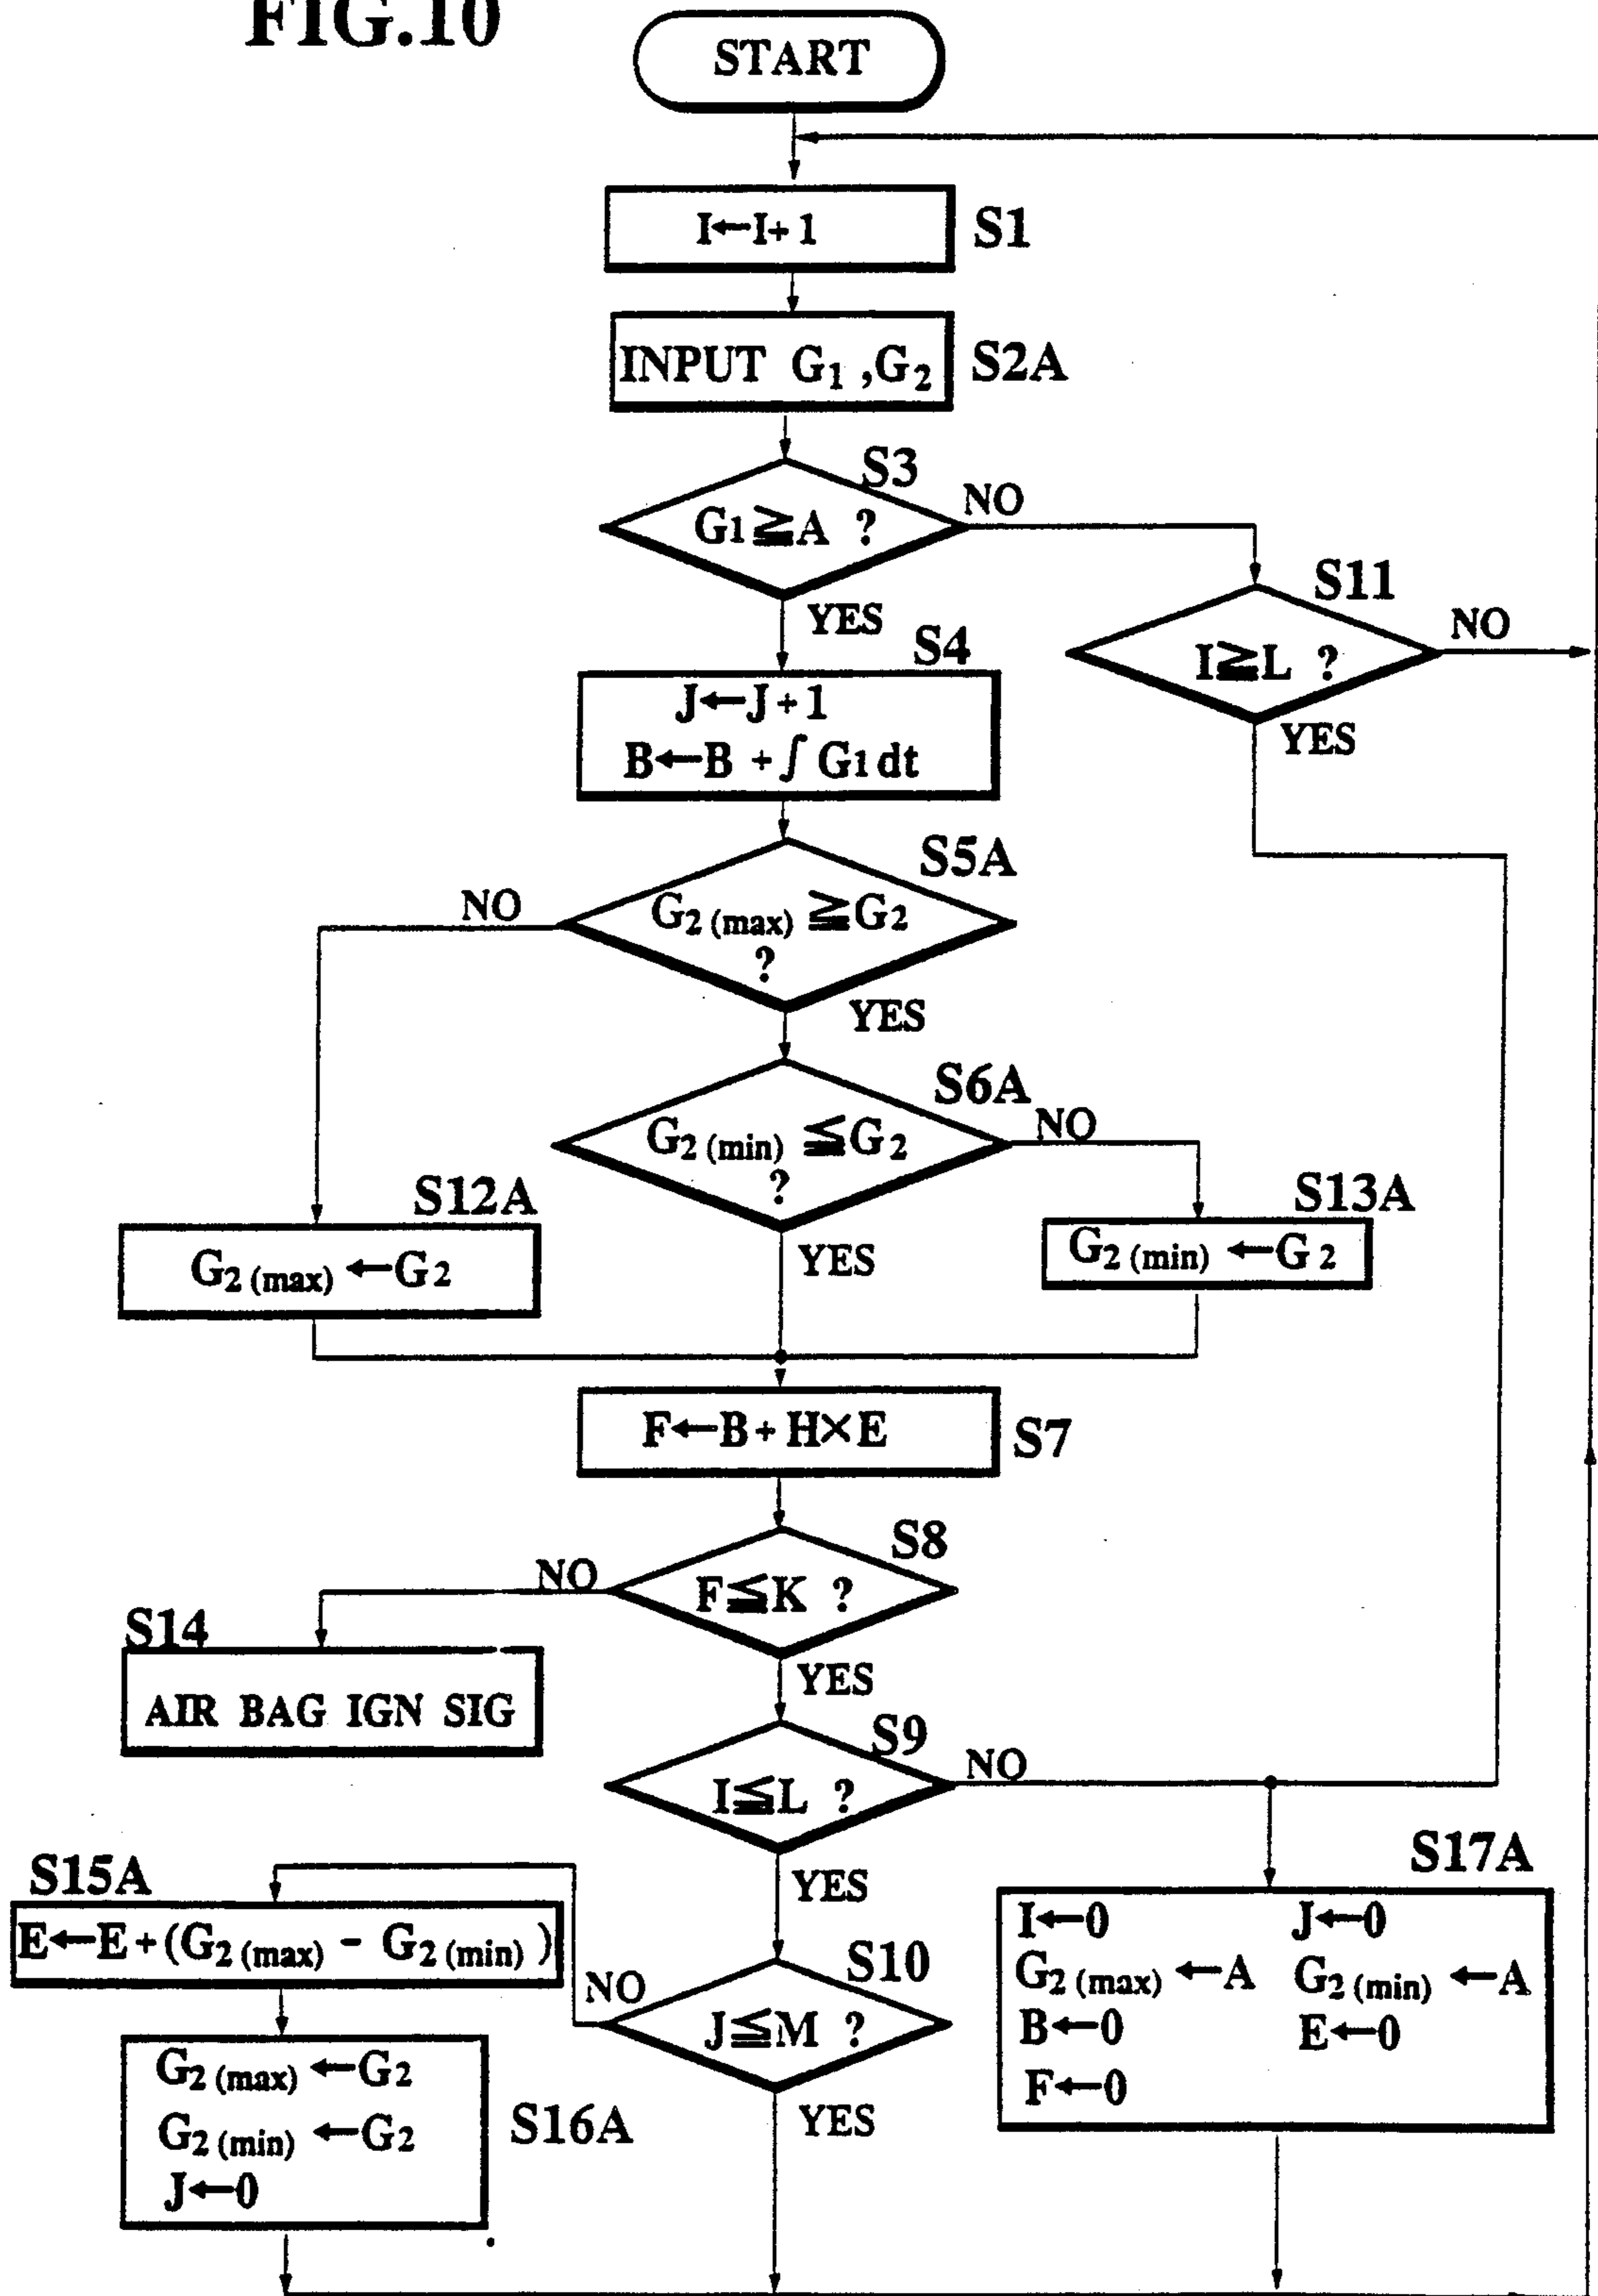 FIG.10
START
I←I+1
S1
INPUT G₁ ,G₂
S2A
S3
G₁≧A ?
NO
YES
S11
I≧L ?
NO
YES
S4
J←J+1
B←B +∫ G₁dt
S5A
G₂ (max) ≧G₂
?
NO
YES
S6A
G₂ (min) ≦G₂
?
NO
YES
S12A
G₂ (max) ←G₂
S13A
G₂ (min) ←G₂
F←B+H×E
S7
S8
F≦K ?
NO
YES
S14
AIR BAG IGN SIG
S9
I≦L ?
NO
YES
S15A
E←E+(G₂ (max) - G₂ (min) )
S10
J≦M ?
NO
YES
S16A
G₂ (max) ←G₂
G₂ (min) ←G₂
J←0
S17A
I←0 J←0
G₂ (max) ←A G₂ (min) ←A
B←0 E←0
F←0